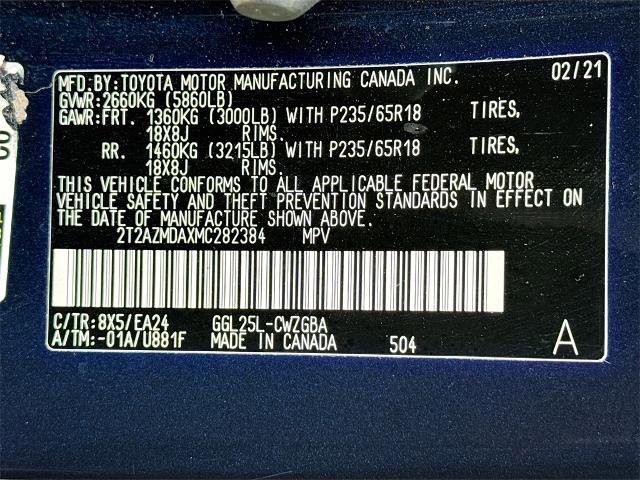 MFD.BY:TOYOTA MOTOR MANUFACTURING CANADA INC. 02/21
GVWR:2660KG (5860LB)
GAWR:FRT. 1360KG (3000LB) WITH P235/65R18 TIRES,
18X8J RIMS.
RR. 1460KG (3215LB) WITH P235/65R18 TIRES,
18X8J RIMS.
THIS VEHICLE CONFORMS TO ALL APPLICABLE FEDERAL MOTOR
VEHICLE SAFETY AND THEFT PREVENTION STANDARDS IN EFFECT ON
THE DATE OF MANUFACTURE SHOWN ABOVE.
2T2AZMDAXMC282384 MPV
C/TR:8X5/EA24 GGL25L-CWZGBA
A/TM:-01A/U881F MADE IN CANADA 504 A